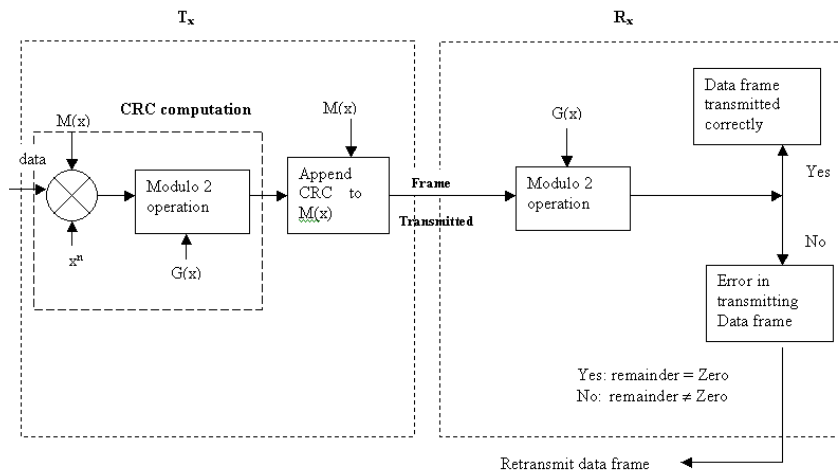 Tₓ
Rₓ
CRC computation
M(x)
data
xⁿ
Modulo 2
operation
G(x)
M(x)
Append
CRC to
M(x)
Frame
Transmitted
G(x)
Modulo 2
operation
Data frame
transmitted
correctly
Yes
No
Error in
transmitting
Data frame
Yes: remainder = Zero
No: remainder ≠ Zero
Retransmit data frame